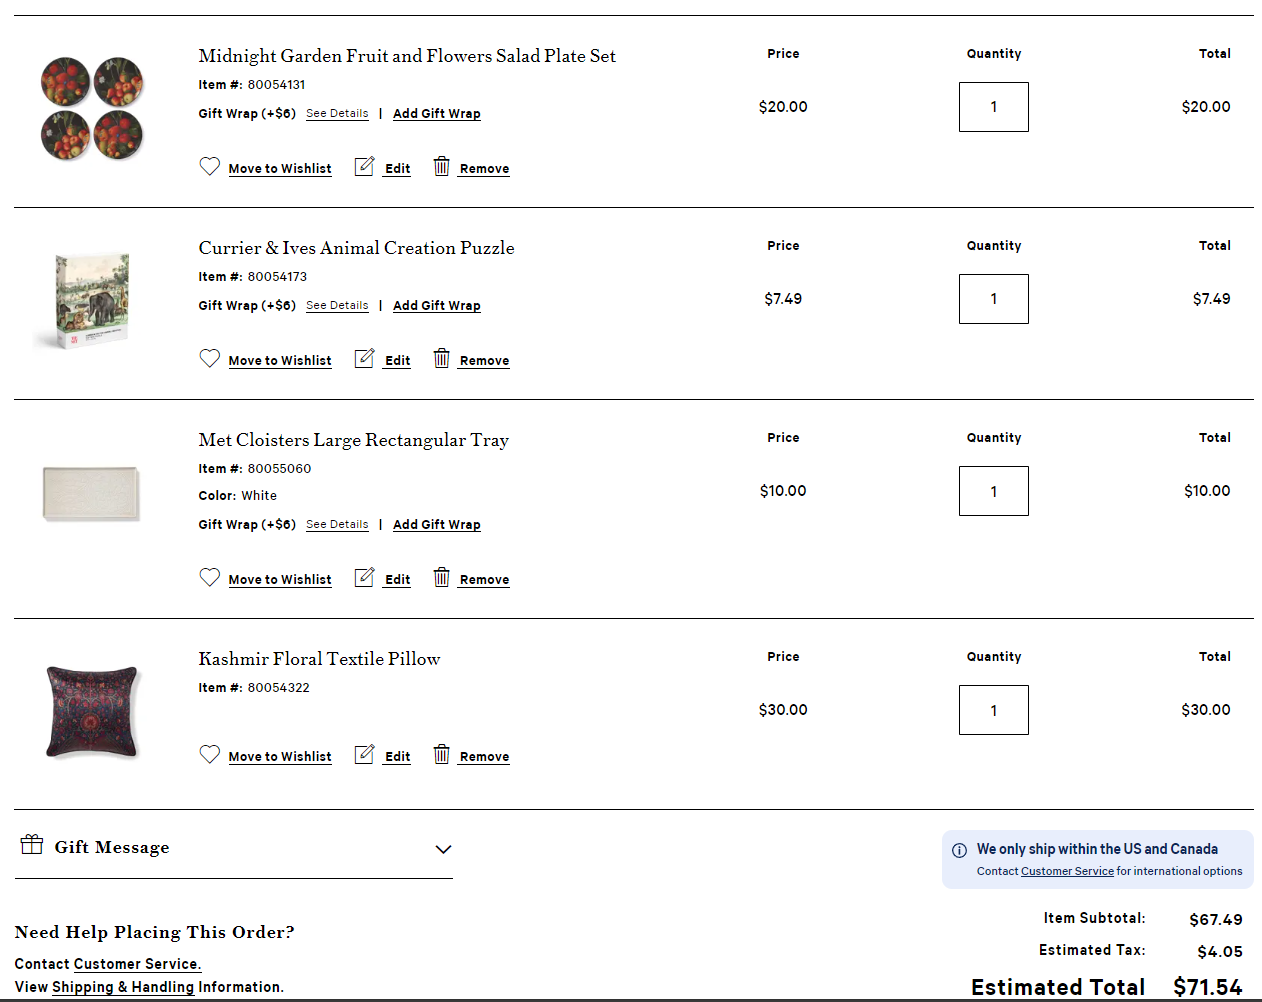 Midnight Garden Fruit and Flowers Salad Plate Set
Price
Quantity
Total
Item #: 80054131
Gift Wrap (+$6) See Details | Add Gift Wrap
$20.00
1
$20.00
Move to Wishlist Edit Remove
Currier & Ives Animal Creation Puzzle
Price
Quantity
Total
Item #: 80054173
Gift Wrap (+$6) See Details | Add Gift Wrap
$7.49
1
$7.49
Move to Wishlist Edit Remove
Met Cloisters Large Rectangular Tray
Price
Quantity
Total
Item #: 80055060
Color: White
Gift Wrap (+$6) See Details | Add Gift Wrap
$10.00
1
$10.00
Move to Wishlist Edit Remove
Kashmir Floral Textile Pillow
Price
Quantity
Total
Item #: 80054322
$30.00
1
$30.00
Move to Wishlist Edit Remove
Gift Message
We only ship within the US and Canada
Contact Customer Service for international options
Need Help Placing This Order?
Contact Customer Service.
View Shipping & Handling Information.
Item Subtotal: $67.49
Estimated Tax: $4.05
Estimated Total $71.54